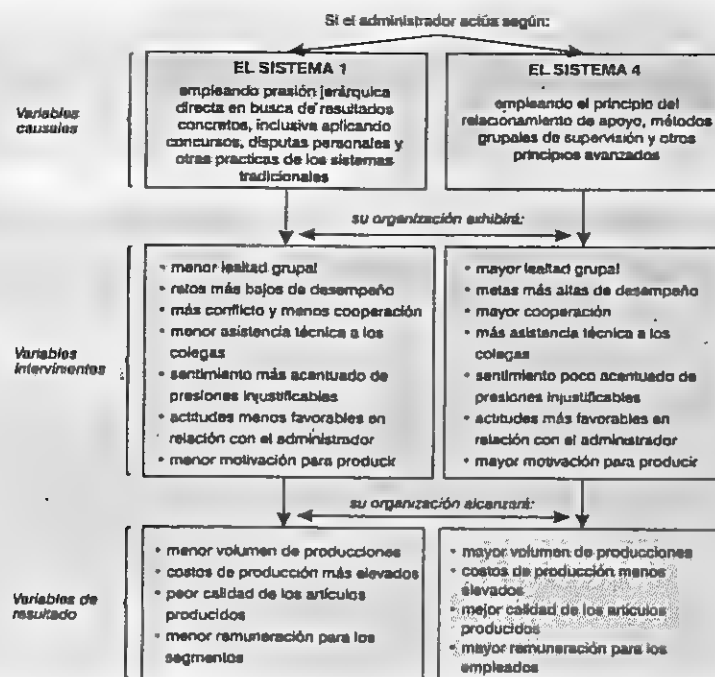 Si el administrador actúa según:
Variables
causales
EL SISTEMA 1
empleando presión jerárquica
directa en busca de resultados
concretos, inclusive aplicando
concursos, disputas personales y
otras practicas de los sistemas
tradicionales
EL SISTEMA 4
empleando el principio del
relacionamiento de apoyo, métodos
grupales de supervisión y otros
principios avanzados
su organización exhibirá:
Variables
intervinientes
• menor lealtad grupal
• retos más bajos de desempeño
• más conflicto y menos cooperación
• menor asistencia técnica a los
colegas
• sentimiento más acentuado de
presiones injustificables
• actitudes menos favorables en
relación con el administrador
• menor motivación para producir
• mayor lealtad grupal
• metas más altas de desempeño
• mayor cooperación
• más asistencia técnica a los
colegas
• sentimiento poco acentuado de
presiones injustificables
• actitudes más favorables en
relación con el administrador
• mayor motivación para producir
su organización alcanzará:
Variables de
resultado
• menor volumen de producciones
• costos de producción más elevados
• peor calidad de los artículos
producidos
• menor remuneración para los
segmentos
• mayor volumen de producciones
• costos de producción menos
elevados
• mejor calidad de los artículos
producidos
• mayor remuneración para los
empleados